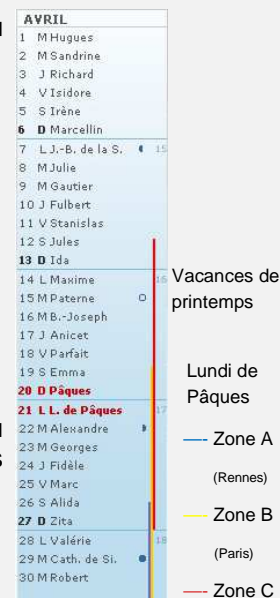 AVRIL
1 M Hugues
2 M Sandrine
3 J Richard
4 V Isidore
5 S Irène
6 D Marcellin
7 L J.-B. de la S. 15
8 M Julie
9 M Gautier
10 J Fulbert
11 V Stanislas
12 S Jules
13 D Ida
14 L Maxime 16
15 M Paterne
16 M B.-Joseph
17 J Anicet
18 V Parfait
19 S Emma
20 D Pâques
21 L L. de Pâques 17
22 M Alexandre
23 M Georges
24 J Fidèle
25 V Marc
26 S Alida
27 D Zita
28 L Valérie 18
29 M Cath. de Si.
30 M Robert
Vacances de
printemps
Lundi de
Pâques
Zone A
(Rennes)
Zone B
(Paris)
Zone C